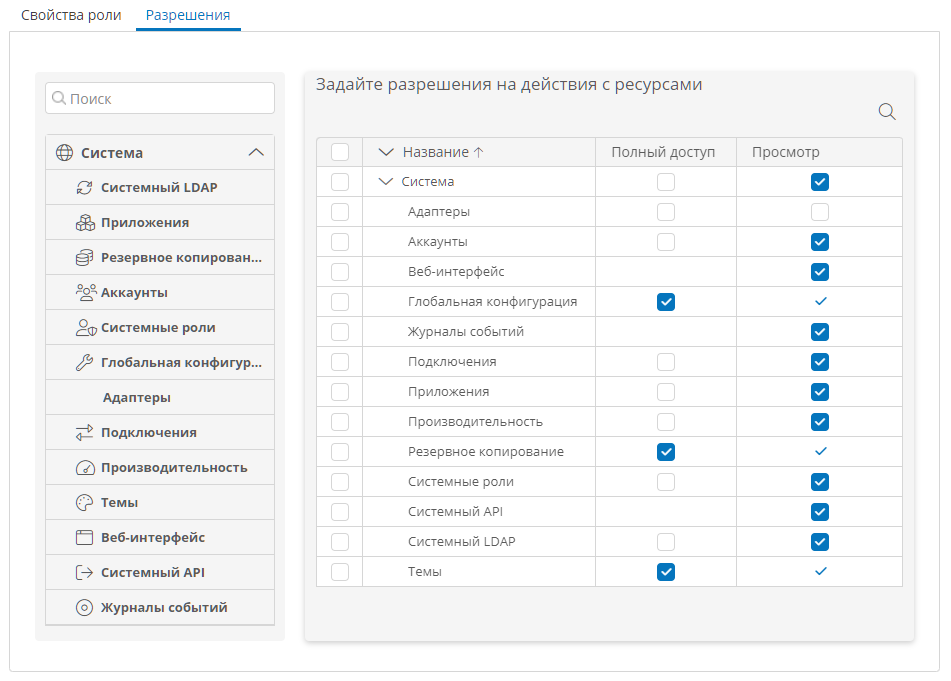 Свойства роли Разрешения
Поиск
Система
Системный LDAP
Приложения
Резервное копирован...
Аккаунты
Системные роли
Глобальная конфигур...
Адаптеры
Подключения
Производительность
Темы
Веб-интерфейс
Системный API
Журналы событий
Задайте разрешения на действия с ресурсами
Название ↑ Полный доступ Просмотр
Система
Адаптеры
Аккаунты
Веб-интерфейс
Глобальная конфигурация
Журналы событий
Подключения
Приложения
Производительность
Резервное копирование
Системные роли
Системный API
Системный LDAP
Темы